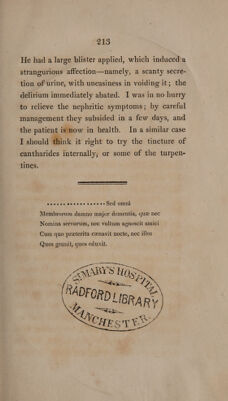 213
He had a large blister applied, which induced a
strangurious affection—namely, a scanty secre-
tion of urine, with uneasiness in voiding it; the
delirium immediately abated. I was in no hurry
to relieve the nephritic symptoms; by careful
management they subsided in a few days, and
the patient is now in health. In a similar case
I should think it right to try the tincture of
cantharides internally, or some of the turpen-
tines.
................... Sed omni
Membrorum damno major dementia, quæ nec
Nomina servorum, nec vultum agnoscit amici
Cum quo præterita cœnavit nocte, nec illos
Quos genuit, quos eduxit.
ST MARY'S HOSPITAL
RADFORD LIBRARY
MANCHESTER.